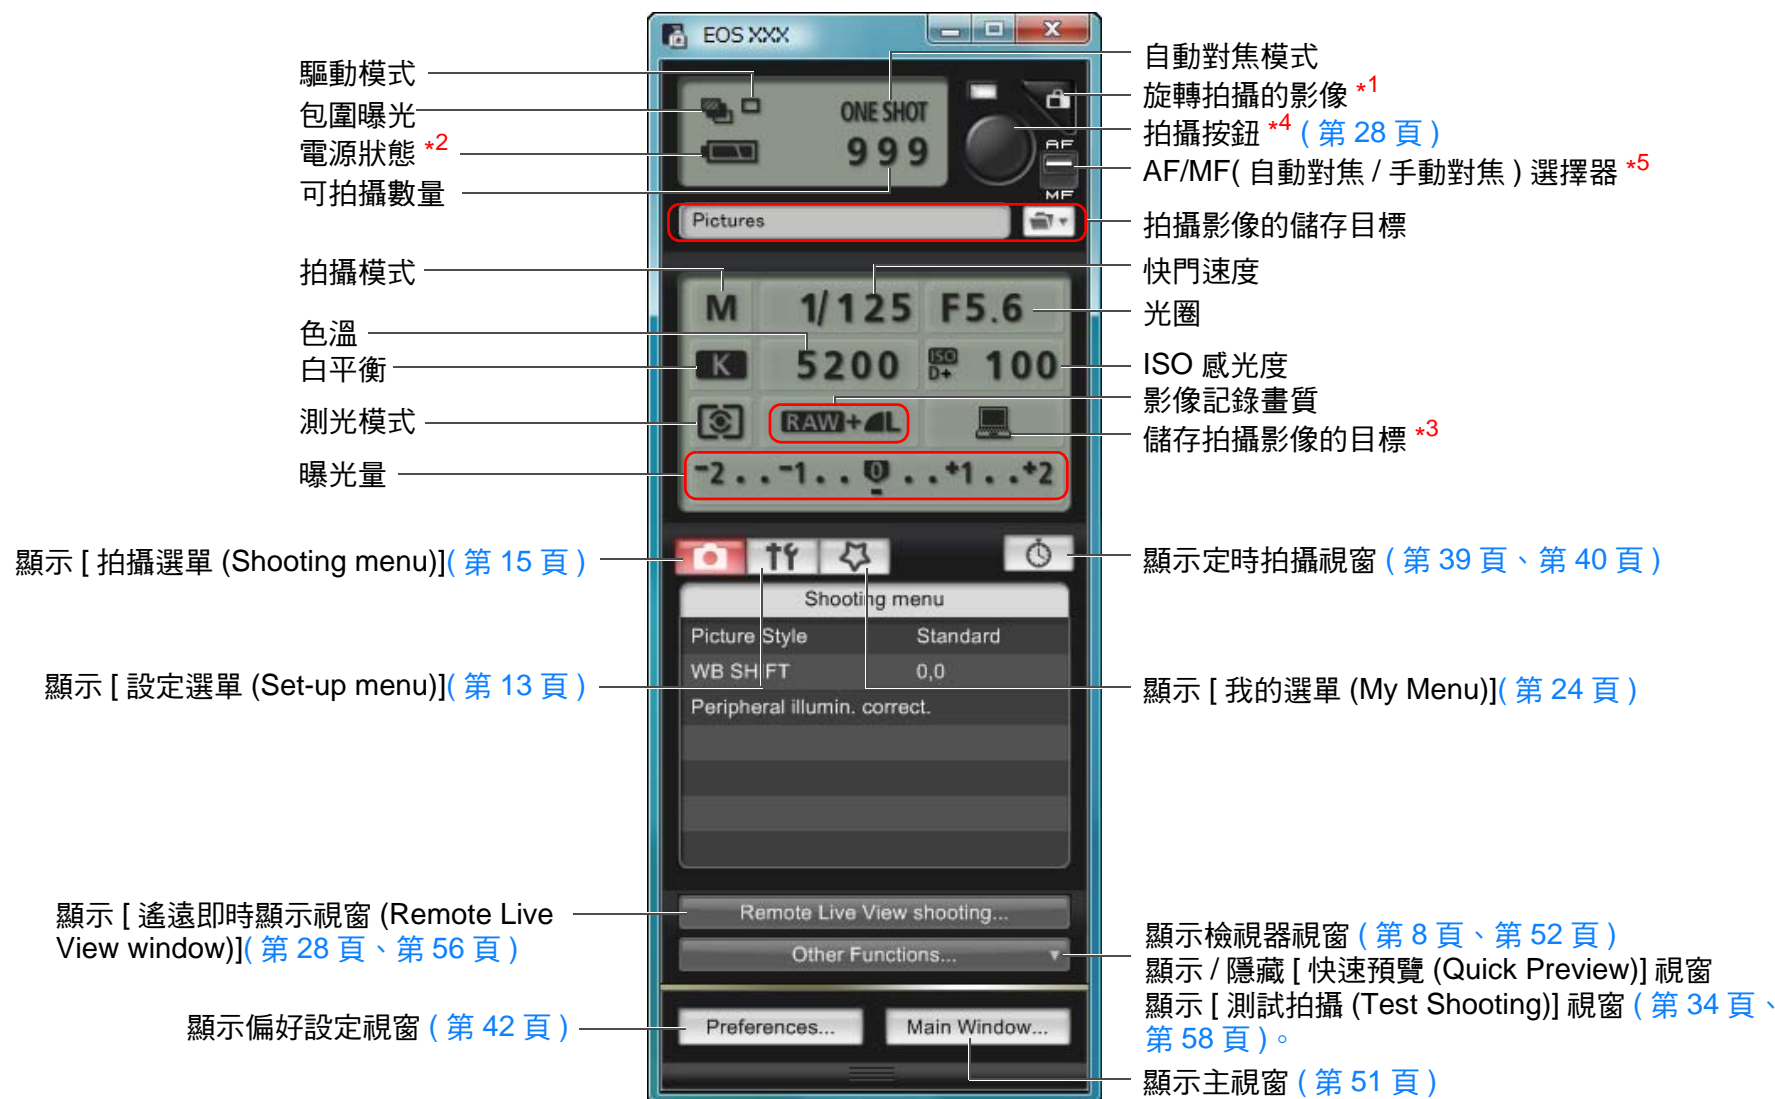 EOS XXX
驅動模式
包圍曝光
電源狀態 *2
可拍攝數量
拍攝模式
色溫
白平衡
測光模式
曝光量
顯示 [ 拍攝選單 (Shooting menu)]( 第 15 頁 )
顯示 [ 設定選單 (Set-up menu)]( 第 13 頁 )
顯示 [ 遙遠即時顯示視窗 (Remote Live
View window)]( 第 28 頁、第 56 頁 )
顯示偏好設定視窗 ( 第 42 頁 )
ONE SHOT
999
AF
MF
Pictures
M 1/125 F5.6
K 5200 ISO D+ 100
RAW+L
-2..-1..0..+1..+2
Shooting menu
Picture Style Standard
WB SHIFT 0,0
Peripheral illumin. correct.
Remote Live View shooting...
Other Functions...
Preferences... Main Window...
自動對焦模式
旋轉拍攝的影像 *1
拍攝按鈕 *4 ( 第 28 頁 )
AF/MF( 自動對焦 / 手動對焦 ) 選擇器 *5
拍攝影像的儲存目標
快門速度
光圈
ISO 感光度
影像記錄畫質
儲存拍攝影像的目標 *3
顯示定時拍攝視窗 ( 第 39 頁、第 40 頁 )
顯示 [ 我的選單 (My Menu)]( 第 24 頁 )
顯示檢視器視窗 ( 第 8 頁、第 52 頁 )
顯示 / 隱藏 [ 快速預覽 (Quick Preview)] 視窗
顯示 [ 測試拍攝 (Test Shooting)] 視窗 ( 第 34 頁、
第 58 頁 )。
顯示主視窗 ( 第 51 頁 )